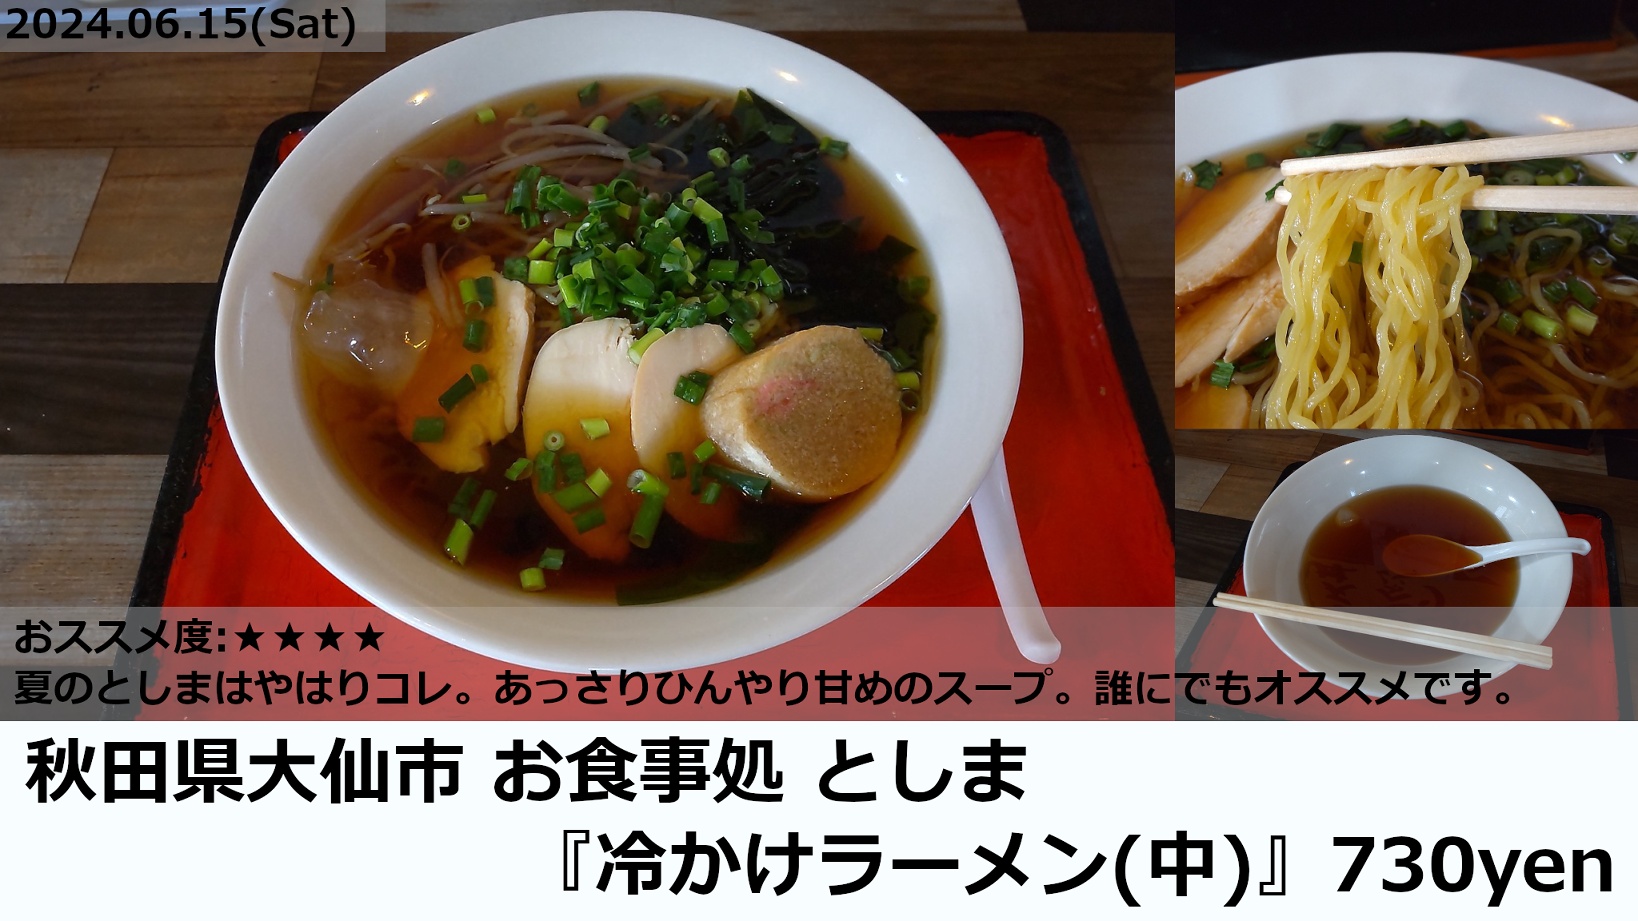 2024.06.15(Sat)
おススメ度:★★★★
夏のとしまはやはりコレ。あっさりひんやり甘めのスープ。誰にでもオススメです。
秋田県大仙市 お食事処 としま
『冷かけラーメン(中)』730yen